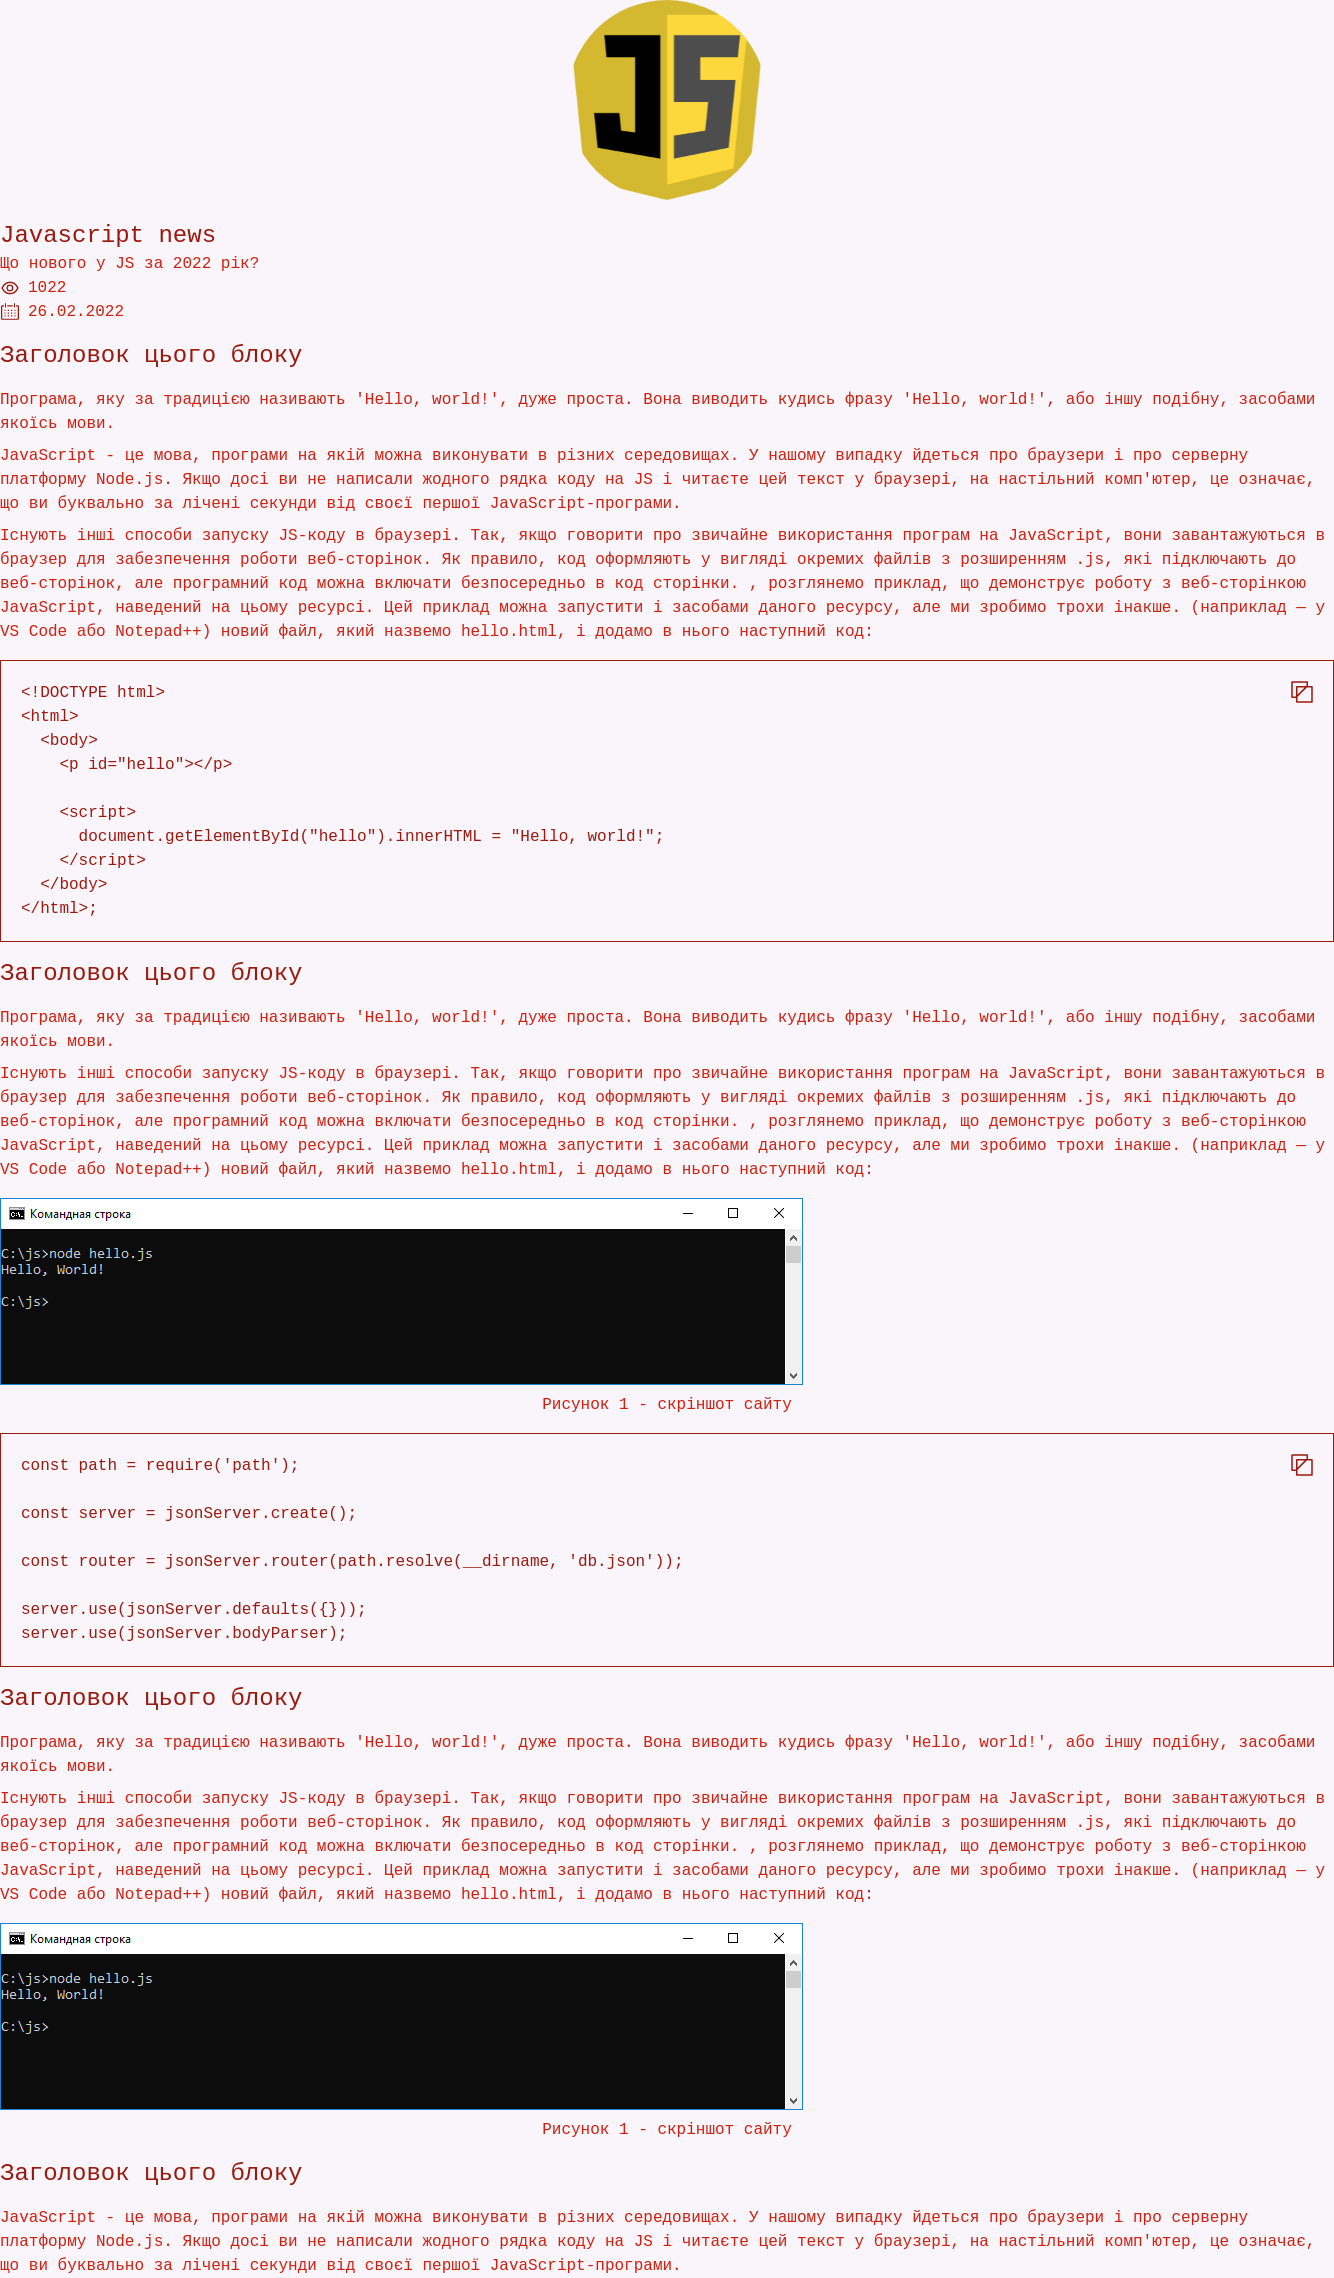 JS
Javascript news
Що нового у JS за 2022 рік?
1022
26.02.2022
Заголовок цього блоку
Програма, яку за традицією називають 'Hello, world!', дуже проста. Вона виводить кудись фразу 'Hello, world!', або іншу подібну, засобами
якоїсь мови.
JavaScript - це мова, програми на якій можна виконувати в різних середовищах. У нашому випадку йдеться про браузери і про серверну
платформу Node.js. Якщо досі ви не написали жодного рядка коду на JS і читаєте цей текст у браузері, на настільний комп'ютер, це означає,
що ви буквально за лічені секунди від своєї першої JavaScript-програми.
Існують інші способи запуску JS-коду в браузері. Так, якщо говорити про звичайне використання програм на JavaScript, вони завантажуються в
браузер для забезпечення роботи веб-сторінок. Як правило, код оформляють у вигляді окремих файлів з розширенням .js, які підключають до
веб-сторінок, але програмний код можна включати безпосередньо в код сторінки. , розглянемо приклад, що демонструє роботу з веб-сторінкою
JavaScript, наведений на цьому ресурсі. Цей приклад можна запустити і засобами даного ресурсу, але ми зробимо трохи інакше. (наприклад — у
VS Code або Notepad++) новий файл, який назвемо hello.html, і додамо в нього наступний код:
<!DOCTYPE html>
<html>
  <body>
    <p id="hello"></p>
    <script>
      document.getElementById("hello").innerHTML = "Hello, world!";
    </script>
  </body>
</html>;
Заголовок цього блоку
Програма, яку за традицією називають 'Hello, world!', дуже проста. Вона виводить кудись фразу 'Hello, world!', або іншу подібну, засобами
якоїсь мови.
Існують інші способи запуску JS-коду в браузері. Так, якщо говорити про звичайне використання програм на JavaScript, вони завантажуються в
браузер для забезпечення роботи веб-сторінок. Як правило, код оформляють у вигляді окремих файлів з розширенням .js, які підключають до
веб-сторінок, але програмний код можна включати безпосередньо в код сторінки. , розглянемо приклад, що демонструє роботу з веб-сторінкою
JavaScript, наведений на цьому ресурсі. Цей приклад можна запустити і засобами даного ресурсу, але ми зробимо трохи інакше. (наприклад — у
VS Code або Notepad++) новий файл, який назвемо hello.html, і додамо в нього наступний код:
Командная строка
C:\js>node hello.js
Hello, World!
C:\js>
Рисунок 1 - скріншот сайту
const path = require('path');
const server = jsonServer.create();
const router = jsonServer.router(path.resolve(__dirname, 'db.json'));
server.use(jsonServer.defaults({}));
server.use(jsonServer.bodyParser);
Заголовок цього блоку
Програма, яку за традицією називають 'Hello, world!', дуже проста. Вона виводить кудись фразу 'Hello, world!', або іншу подібну, засобами
якоїсь мови.
Існують інші способи запуску JS-коду в браузері. Так, якщо говорити про звичайне використання програм на JavaScript, вони завантажуються в
браузер для забезпечення роботи веб-сторінок. Як правило, код оформляють у вигляді окремих файлів з розширенням .js, які підключають до
веб-сторінок, але програмний код можна включати безпосередньо в код сторінки. , розглянемо приклад, що демонструє роботу з веб-сторінкою
JavaScript, наведений на цьому ресурсі. Цей приклад можна запустити і засобами даного ресурсу, але ми зробимо трохи інакше. (наприклад — у
VS Code або Notepad++) новий файл, який назвемо hello.html, і додамо в нього наступний код:
Командная строка
C:\js>node hello.js
Hello, World!
C:\js>
Рисунок 1 - скріншот сайту
Заголовок цього блоку
JavaScript - це мова, програми на якій можна виконувати в різних середовищах. У нашому випадку йдеться про браузери і про серверну
платформу Node.js. Якщо досі ви не написали жодного рядка коду на JS і читаєте цей текст у браузері, на настільний комп'ютер, це означає,
що ви буквально за лічені секунди від своєї першої JavaScript-програми.